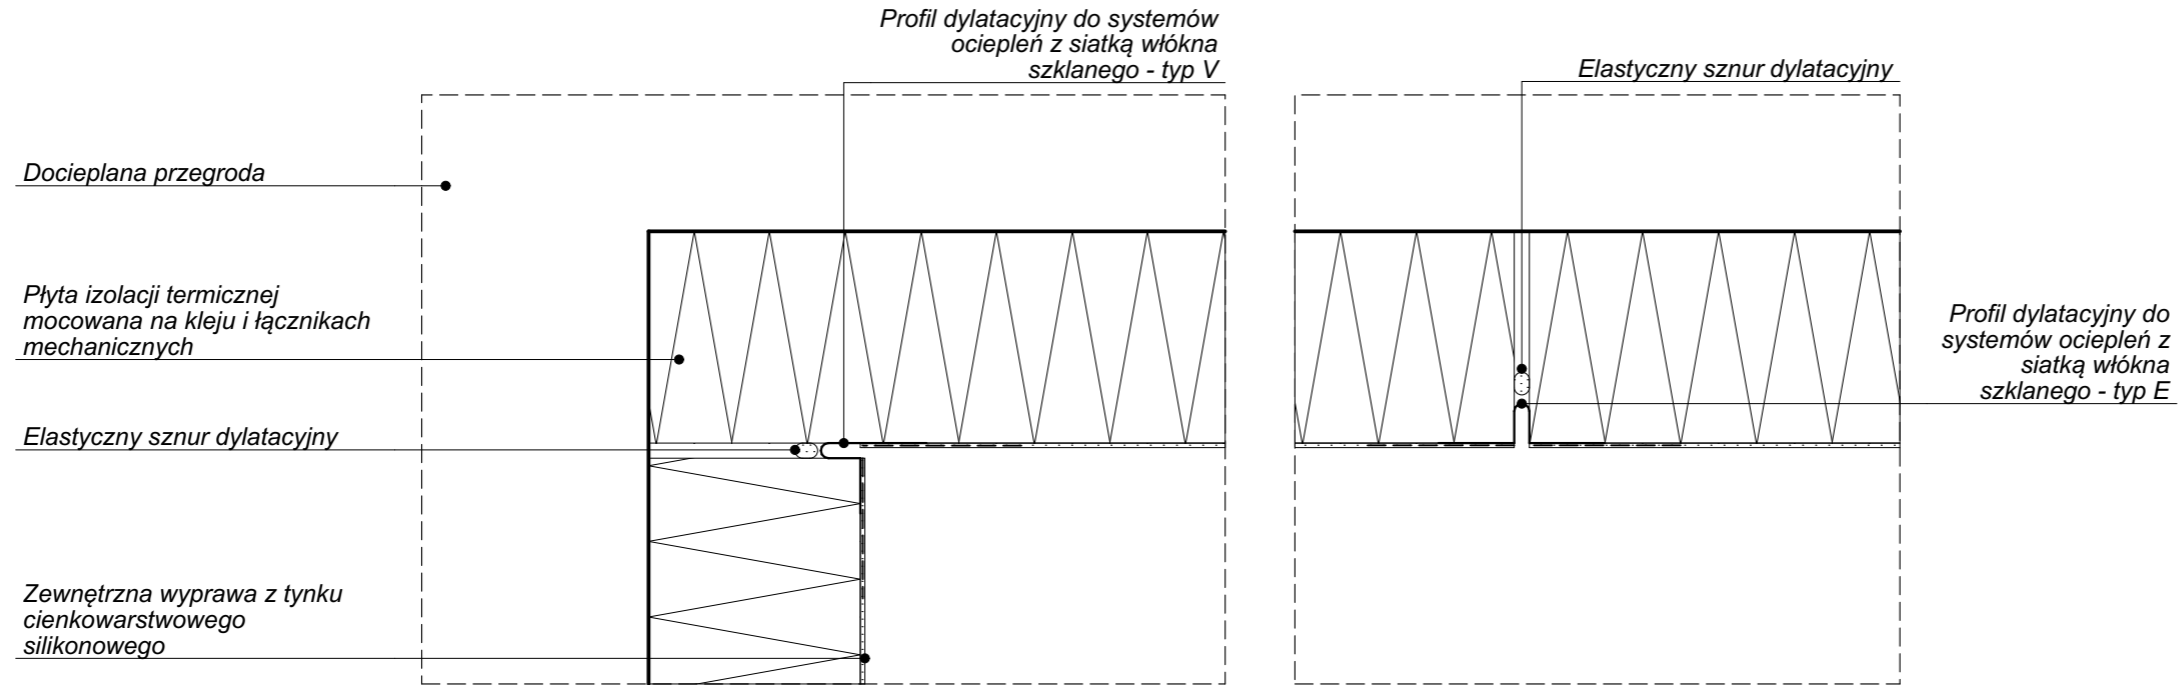 Profil dylatacyjny do systemów
ociepleń z siatką włókna
szklanego - typ V
Elastyczny sznur dylatacyjny
Docieplana przegroda
Płyta izolacji termicznej
mocowana na kleju i łącznikach
mechanicznych
Profil dylatacyjny do
systemów ociepleń z
siatką włókna
szklanego - typ E
Elastyczny sznur dylatacyjny
Zewnętrzna wyprawa z tynku
cienkowarstwowego
silikonowego